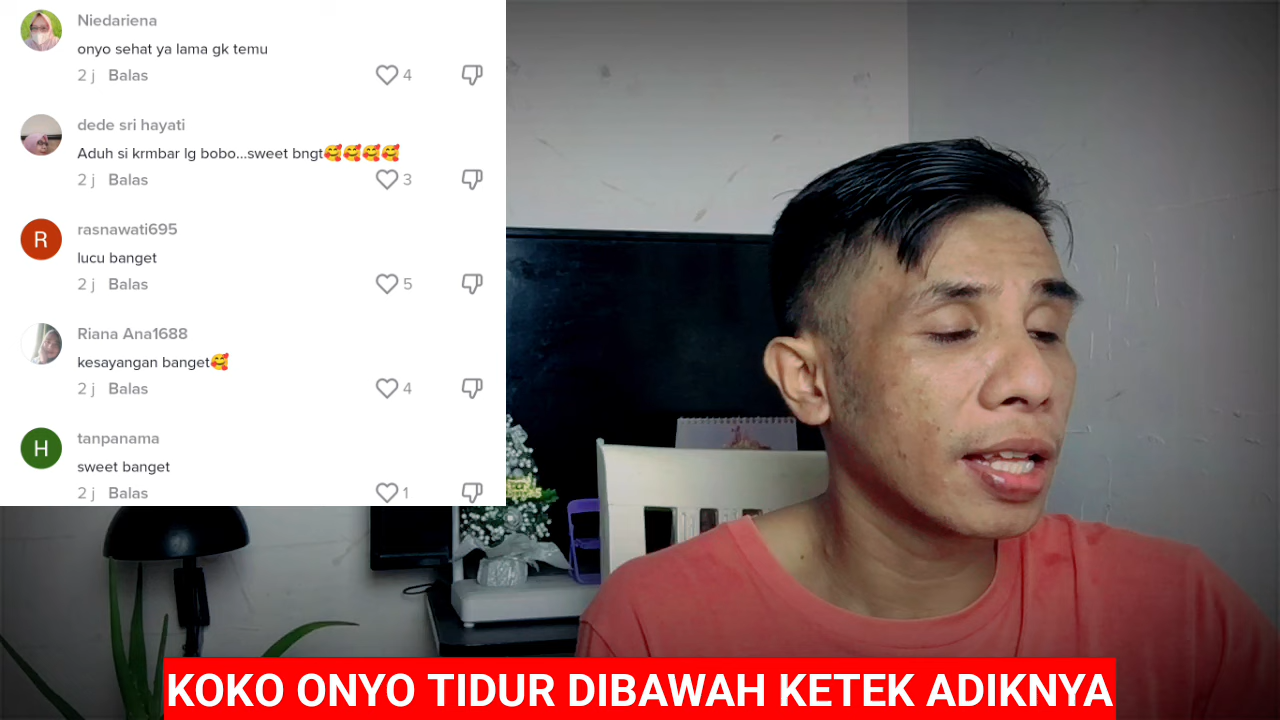 Niedariena
onyo sehat ya lama gk temu
2 j Balas 4
dede sri hayati
Aduh si krmbar lg bobo...sweet bngt🥰🥰🥰🥰
2 j Balas 3
R
rasnawati695
lucu banget
2 j Balas 5
Riana Ana1688
kesayangan banget🥰
2 j Balas 4
H
tanpanama
sweet banget
2 j Balas 1
KOKO ONYO TIDUR DIBAWAH KETEK ADIKNYA